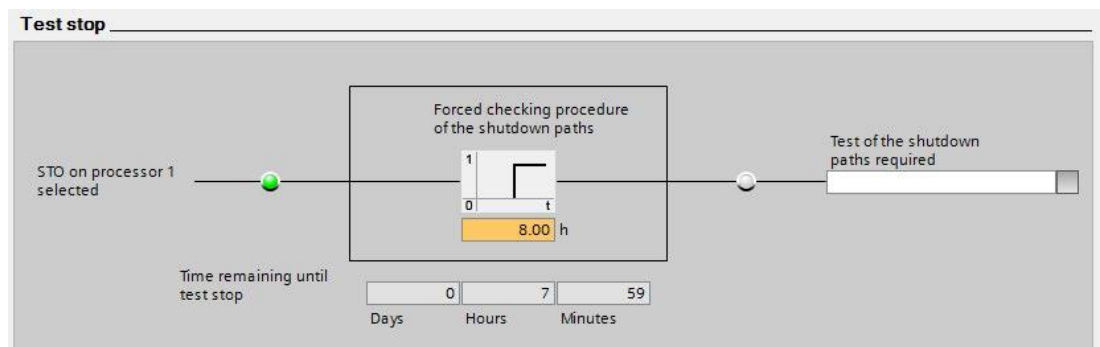 Test stop
Forced checking procedure
of the shutdown paths
STO on processor 1
selected
1
0
t
8.00 h
Test of the shutdown
paths required
Time remaining until
test stop
0 7 59
Days Hours Minutes